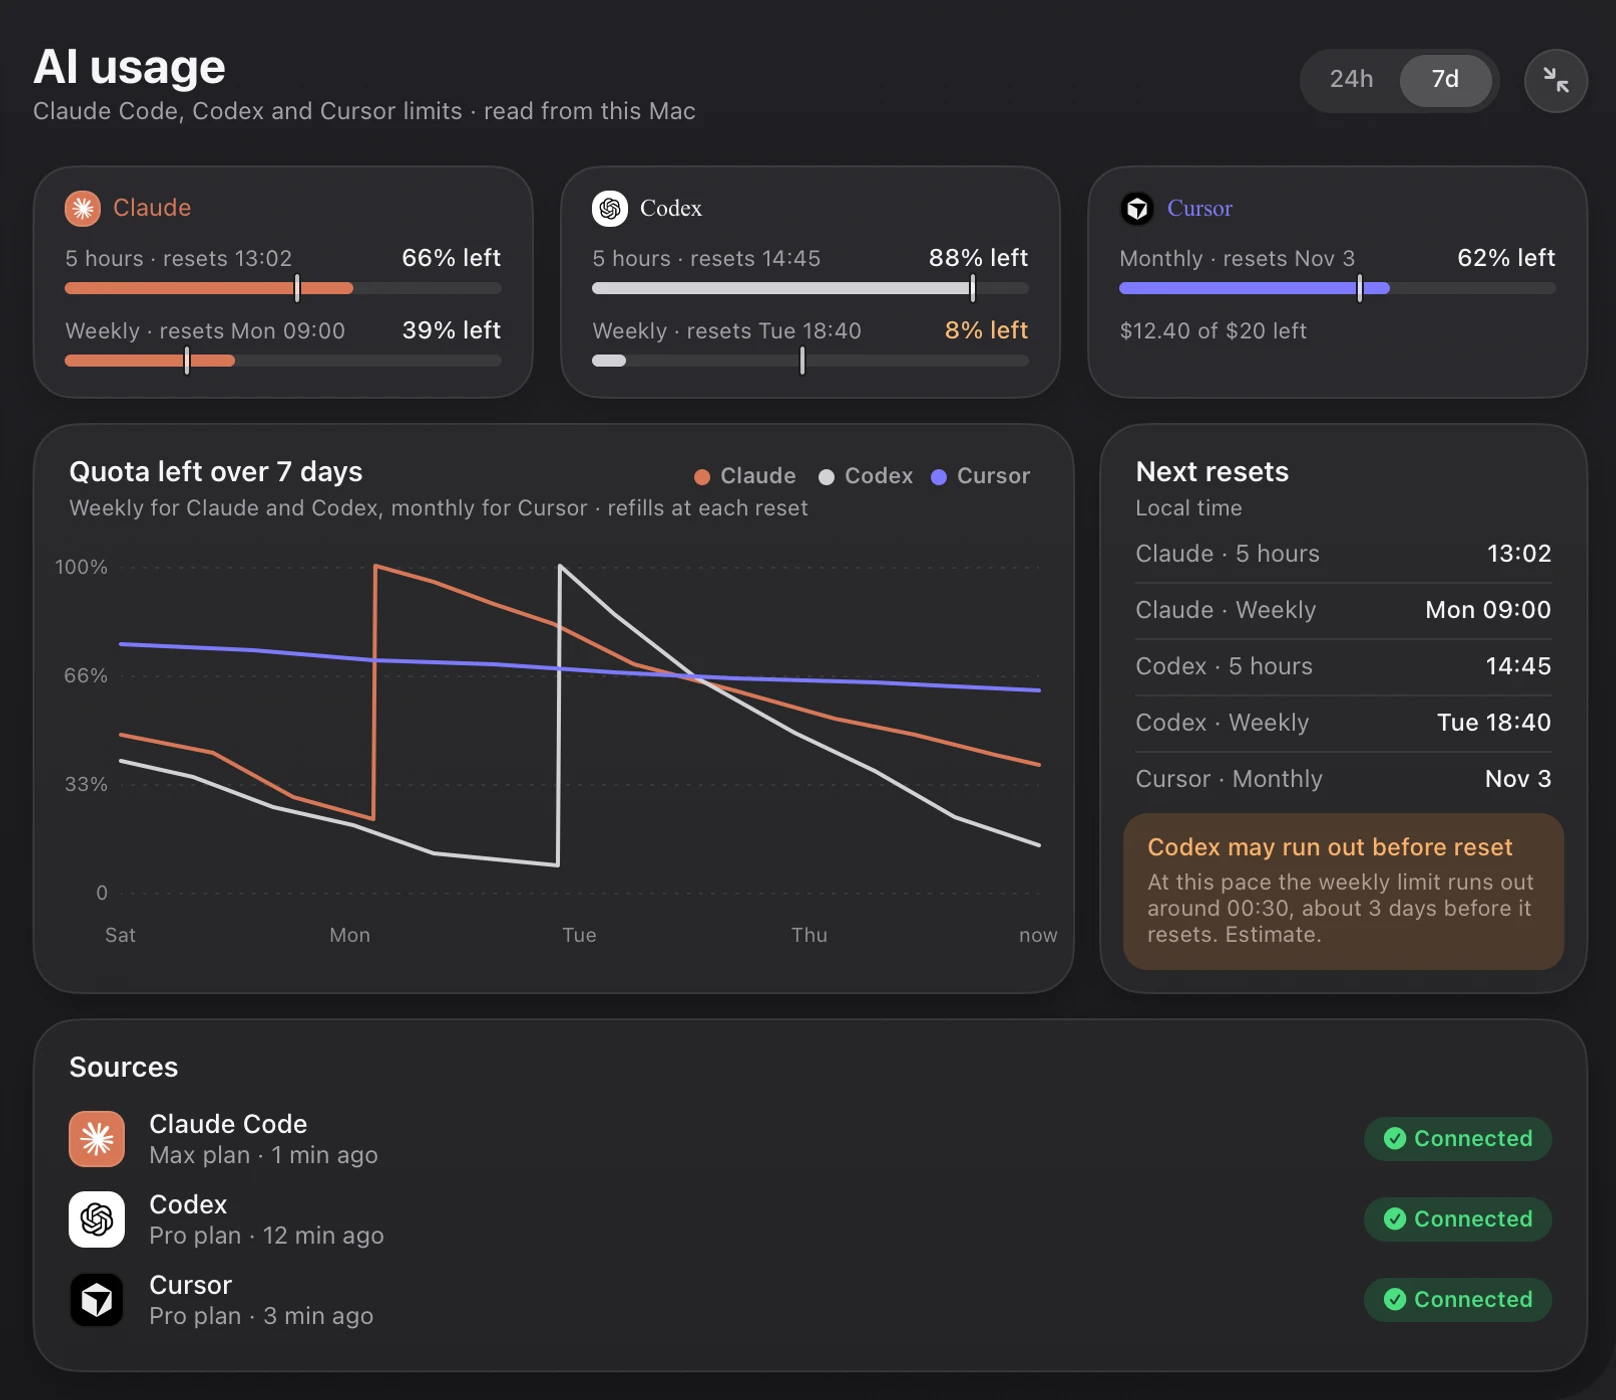 AI usage
Claude Code, Codex and Cursor limits · read from this Mac
24h
7d
Claude
5 hours · resets 13:02
66% left
Weekly · resets Mon 09:00
39% left
Codex
5 hours · resets 14:45
88% left
Weekly · resets Tue 18:40
8% left
Cursor
Monthly · resets Nov 3
62% left
$12.40 of $20 left
Quota left over 7 days
Claude
Codex
Cursor
Weekly for Claude and Codex, monthly for Cursor · refills at each reset
100%
66%
33%
0
Sat
Mon
Tue
Thu
now
Next resets
Local time
Claude · 5 hours
13:02
Claude · Weekly
Mon 09:00
Codex · 5 hours
14:45
Codex · Weekly
Tue 18:40
Cursor · Monthly
Nov 3
Codex may run out before reset
At this pace the weekly limit runs out
around 00:30, about 3 days before it
resets. Estimate.
Sources
Claude Code
Max plan · 1 min ago
Connected
Codex
Pro plan · 12 min ago
Connected
Cursor
Pro plan · 3 min ago
Connected